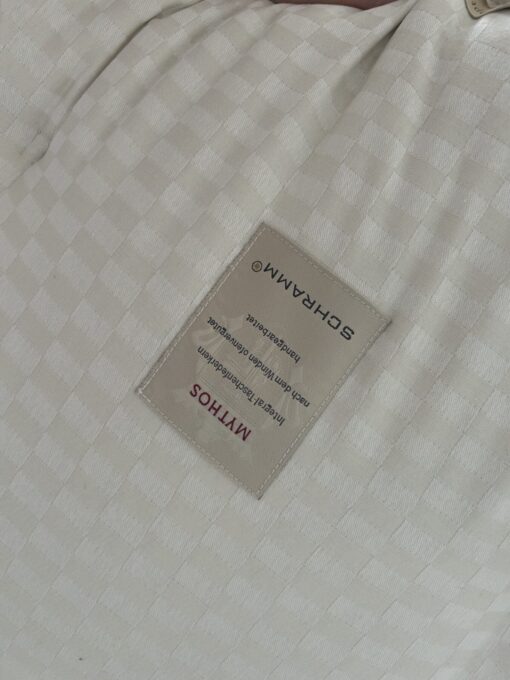 MYTHOS
Integral-Taschenfederkern
nach dem Winden ofenvergütet
handgearbeitet
SCHRAMM®